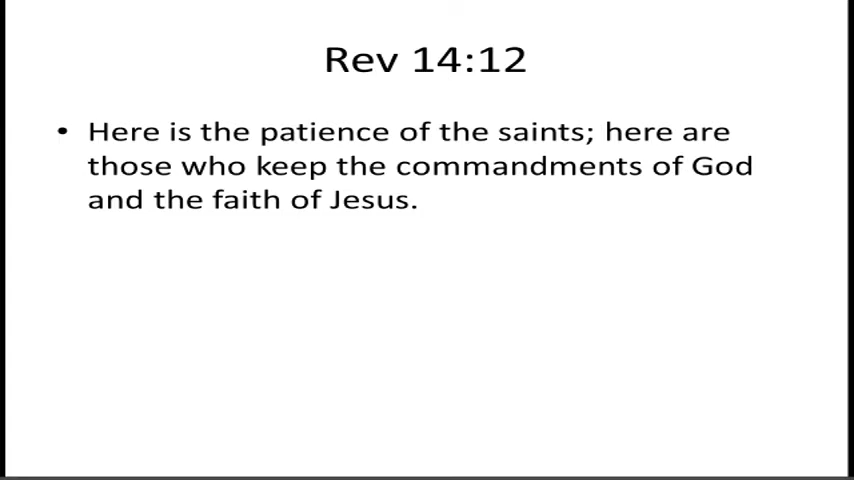 Rev 14:12
• Here is the patience of the saints; here are
those who keep the commandments of God
and the faith of Jesus.